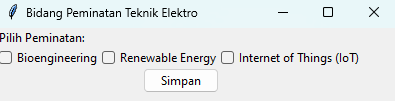 Bidang Peminatan Teknik Elektro
Pilih Peminatan:
Bioengineering Renewable Energy Internet of Things (IoT)
Simpan